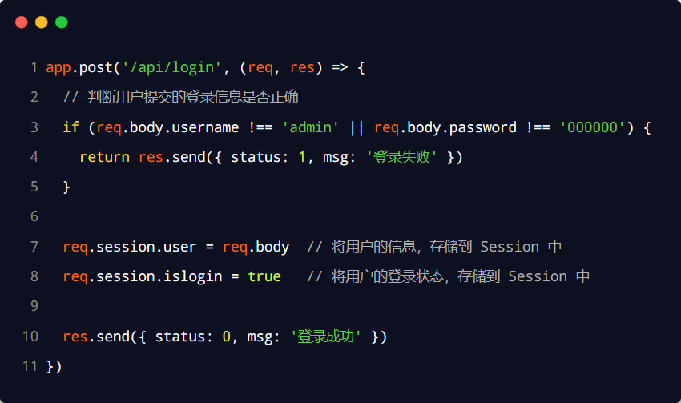 1 app.post('/api/login', (req, res) => {
2 // 判断用户提交的登录信息是否正确
3 if (req.body.username !== 'admin' || req.body.password !== '000000') {
4 return res.send({ status: 1, msg: '登录失败' })
5 }
6
7 req.session.user = req.body // 将用户的信息，存储到 Session 中
8 req.session.islogin = true // 将用户的登录状态，存储到 Session 中
9
10 res.send({ status: 0, msg: '登录成功' })
11 })